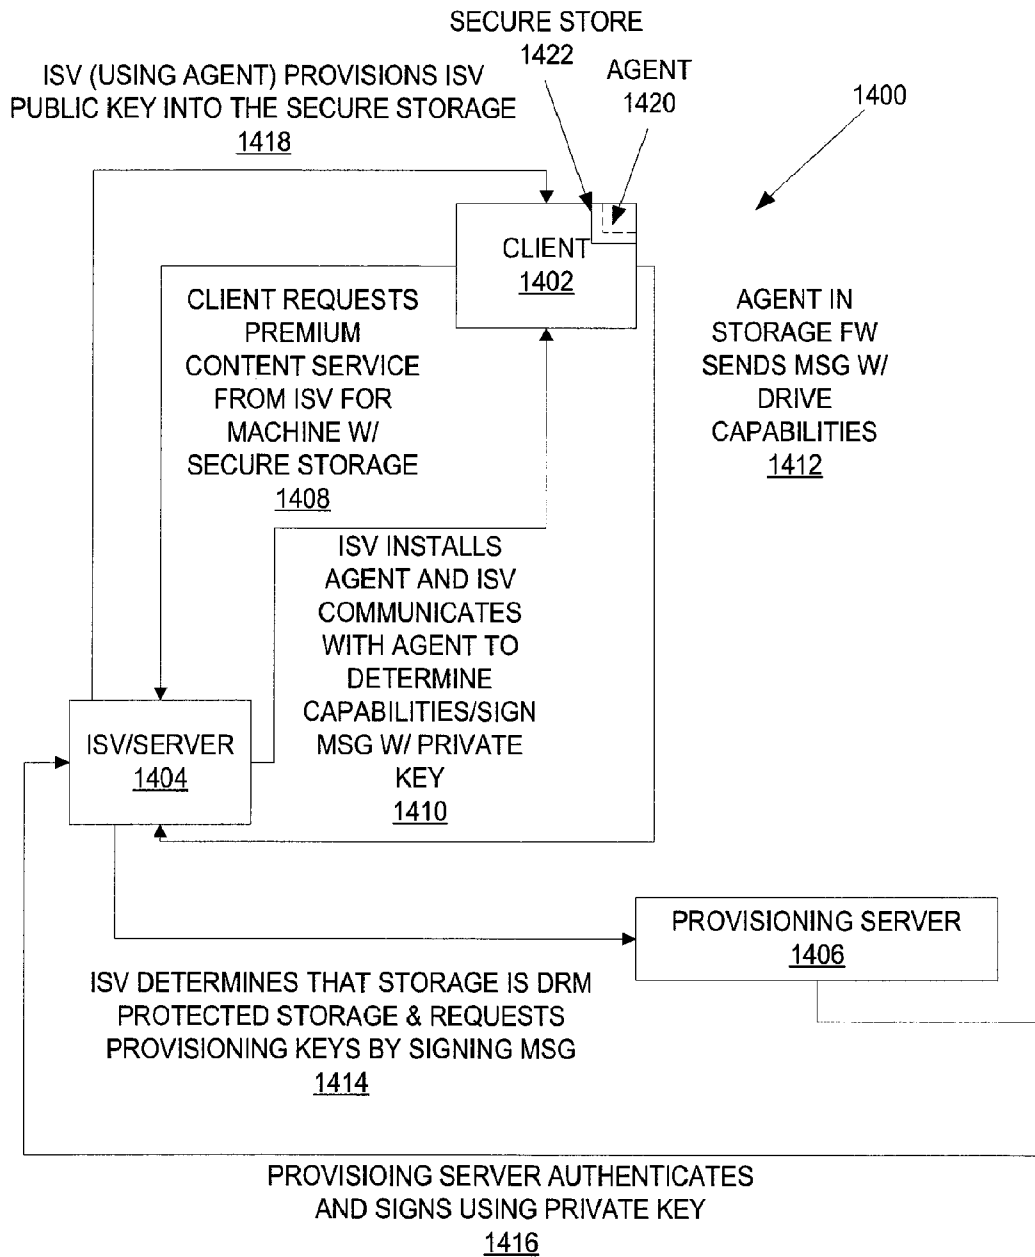 SECURE STORE
1422
AGENT
1420
1400
ISV (USING AGENT) PROVISIONS ISV
PUBLIC KEY INTO THE SECURE STORAGE
1418
CLIENT
1402
CLIENT REQUESTS
PREMIUM
CONTENT SERVICE
FROM ISV FOR
MACHINE W/
SECURE STORAGE
1408
AGENT IN
STORAGE FW
SENDS MSG W/
DRIVE
CAPABILITIES
1412
ISV INSTALLS
AGENT AND ISV
COMMUNICATES
WITH AGENT TO
DETERMINE
CAPABILITIES/SIGN
MSG W/ PRIVATE
KEY
1410
ISV/SERVER
1404
PROVISIONING SERVER
1406
ISV DETERMINES THAT STORAGE IS DRM
PROTECTED STORAGE & REQUESTS
PROVISIONING KEYS BY SIGNING MSG
1414
PROVISIOING SERVER AUTHENTICATES
AND SIGNS USING PRIVATE KEY
1416